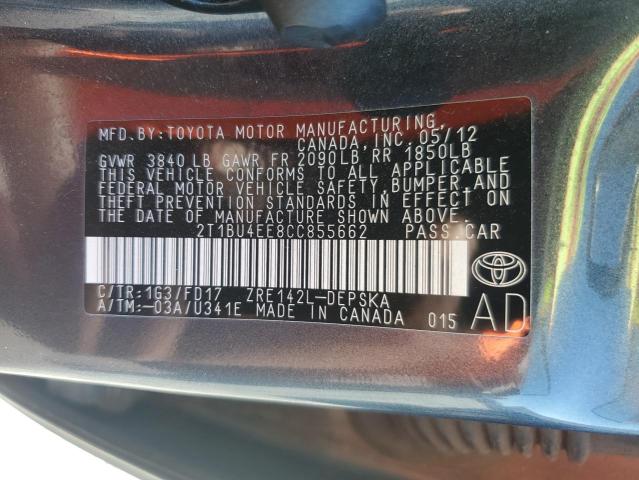 MFD.BY:TOYOTA MOTOR MANUFACTURING,
CANADA, INC. 05/12
GVWR 3840 LB GAWR FR 2090LB RR 1850LB
THIS VEHICLE CONFORMS TO ALL APPLICABLE
FEDERAL MOTOR VEHICLE SAFETY, BUMPER, AND
THEFT PREVENTION STANDARDS IN EFFECT ON
THE DATE OF MANUFACTURE SHOWN ABOVE.
2T1BU4EE8CC855662 PASS.CAR
C/TR:1G3/FD17 ZRE142L-DEPSKA
A/TM:-03A/U341E MADE IN CANADA 015
AD